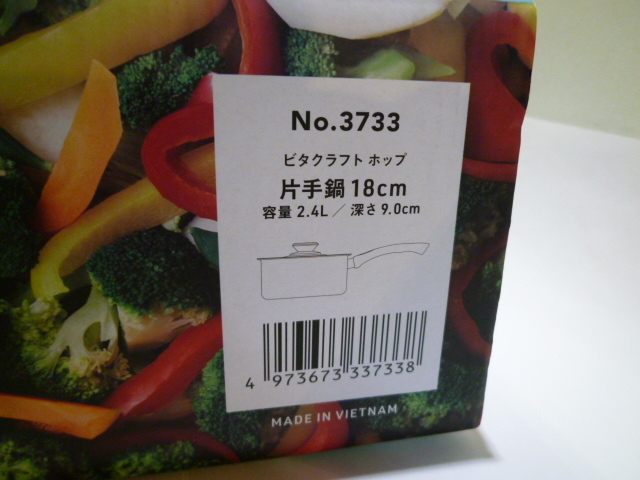 No.3733
ビタクラフト ホップ
片手鍋 18cm
容量 2.4L ／ 深さ 9.0cm
4 973673 337338
MADE IN VIETNAM